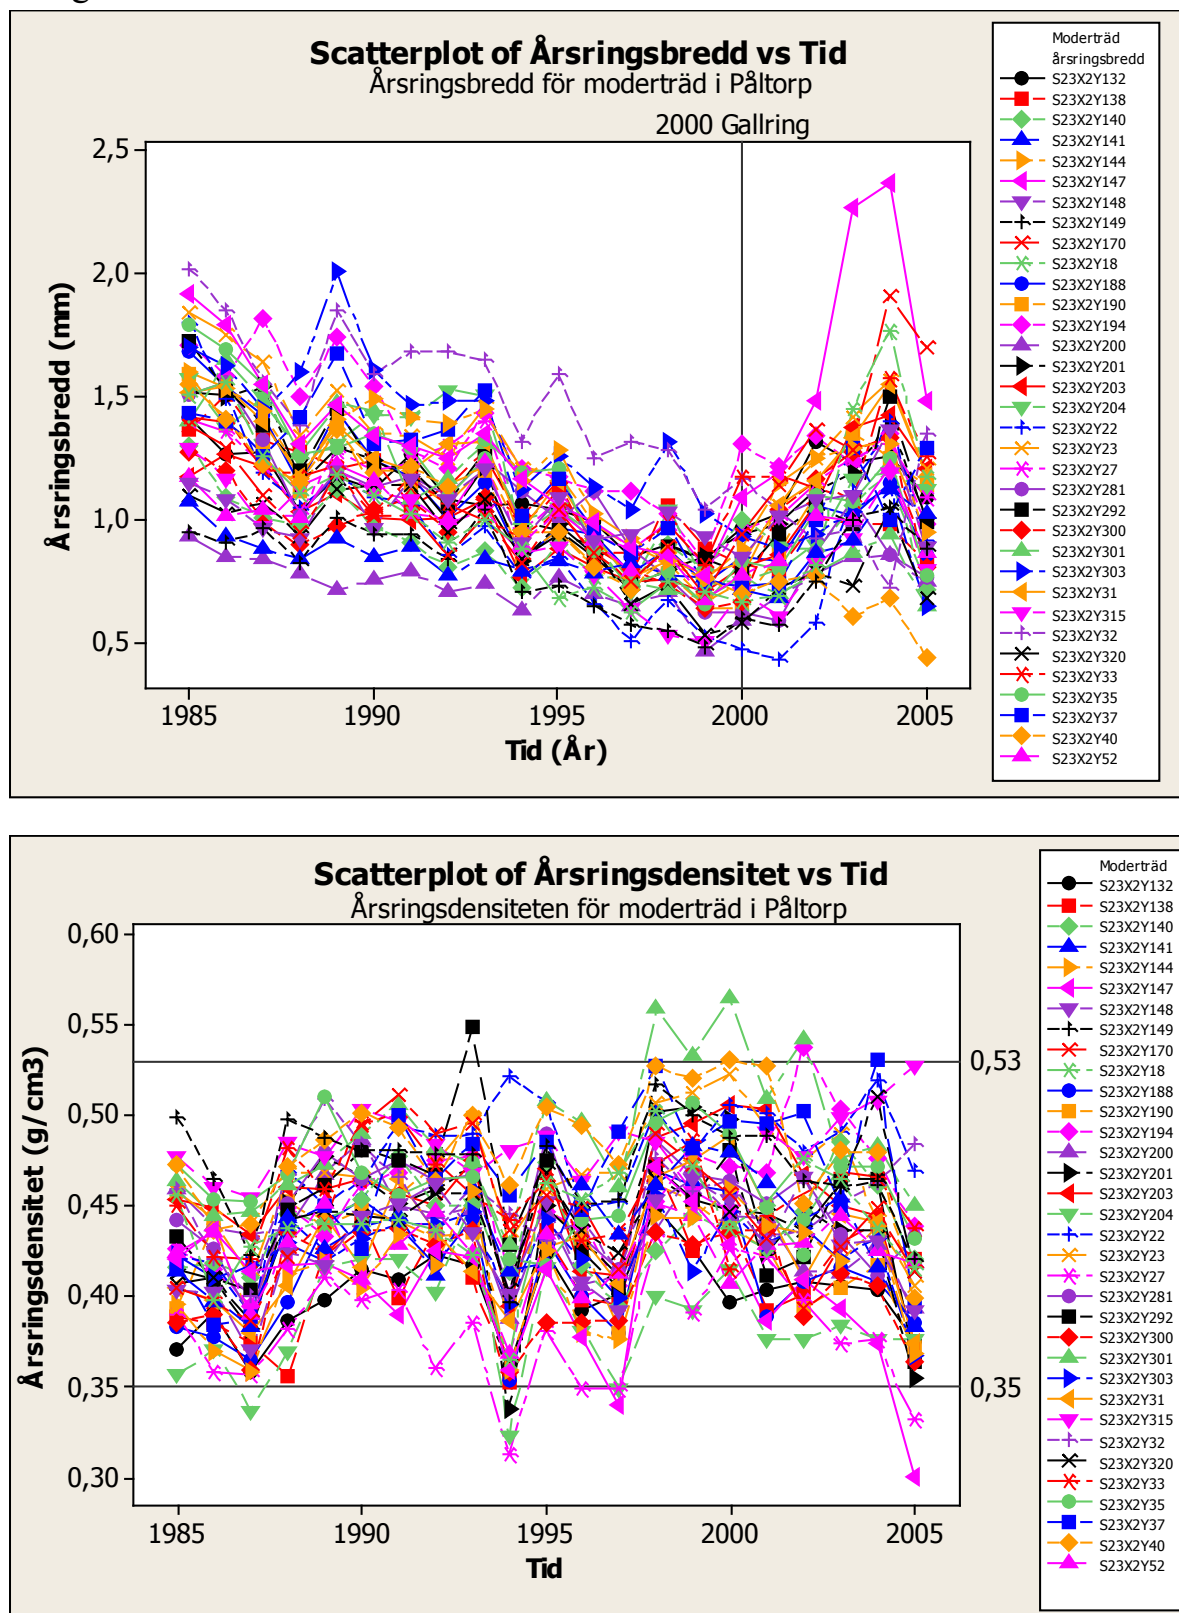 Scatterplot of Årsringsbredd vs Tid
Årsringsbredd för moderträd i Påltorp
2000 Gallring
2,5
2,0
1,5
1,0
0,5
Årsringsbredd (mm)
1985
1990
1995
2000
2005
Tid (År)
Moderträd
årsringsbredd
S23X2Y132
S23X2Y138
S23X2Y140
S23X2Y141
S23X2Y144
S23X2Y147
S23X2Y148
S23X2Y149
S23X2Y170
S23X2Y18
S23X2Y188
S23X2Y190
S23X2Y194
S23X2Y200
S23X2Y201
S23X2Y203
S23X2Y204
S23X2Y22
S23X2Y23
S23X2Y27
S23X2Y281
S23X2Y292
S23X2Y300
S23X2Y301
S23X2Y303
S23X2Y31
S23X2Y315
S23X2Y32
S23X2Y320
S23X2Y33
S23X2Y35
S23X2Y37
S23X2Y40
S23X2Y52
Scatterplot of Årsringsdensitet vs Tid
Årsringsdensiteten för moderträd i Påltorp
0,60
0,55
0,50
0,45
0,40
0,35
0,30
Årsringsdensitet (g/cm3)
0,53
0,35
1985
1990
1995
2000
2005
Tid
Moderträd
S23X2Y132
S23X2Y138
S23X2Y140
S23X2Y141
S23X2Y144
S23X2Y147
S23X2Y148
S23X2Y149
S23X2Y170
S23X2Y18
S23X2Y188
S23X2Y190
S23X2Y194
S23X2Y200
S23X2Y201
S23X2Y203
S23X2Y204
S23X2Y22
S23X2Y23
S23X2Y27
S23X2Y281
S23X2Y292
S23X2Y300
S23X2Y301
S23X2Y303
S23X2Y31
S23X2Y315
S23X2Y32
S23X2Y320
S23X2Y33
S23X2Y35
S23X2Y37
S23X2Y40
S23X2Y52